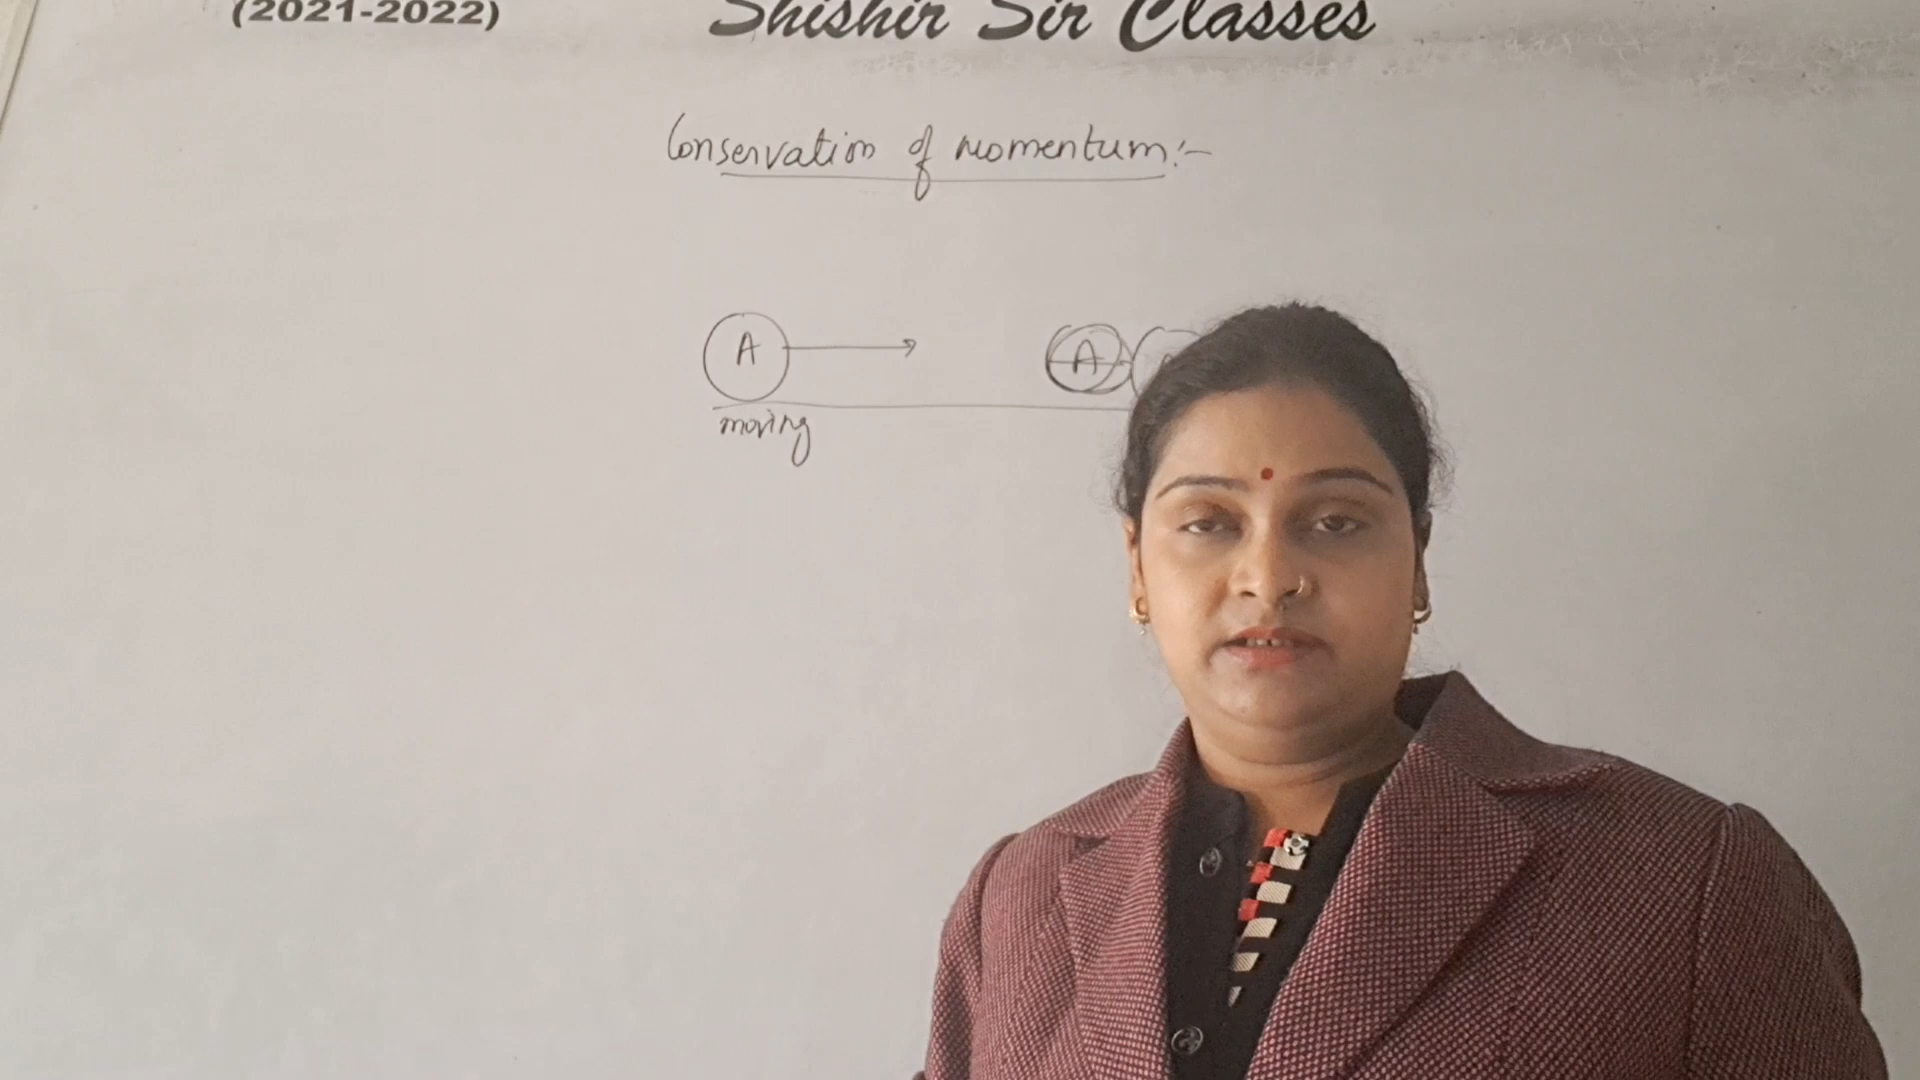 (2021-2022) Shishir Sir Classes
Conservation of momentum:-
A A
moving